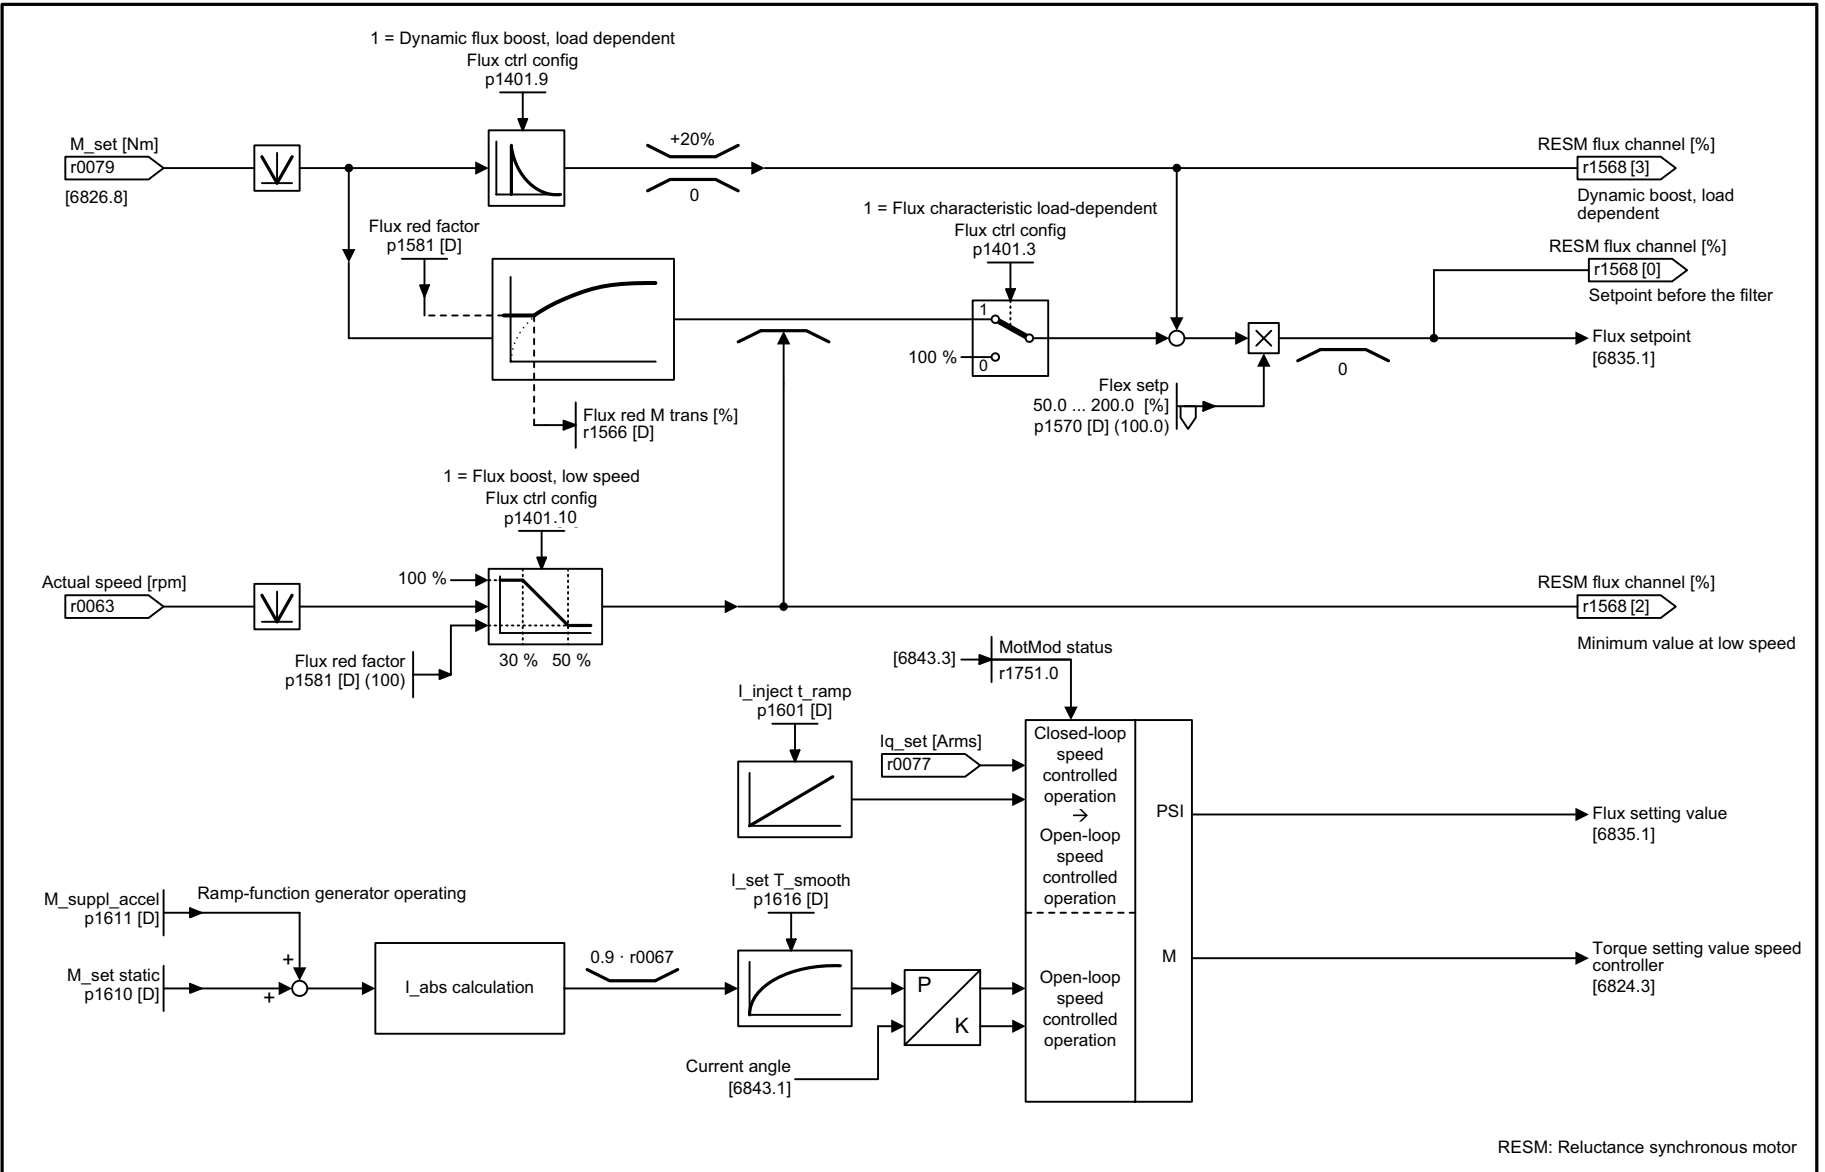 1 = Dynamic flux boost, load dependent
Flux ctrl config
p1401.9
M_set [Nm]
r0079
[6826.8]
+20%
0
RESM flux channel [%]
r1568 [3]
Dynamic boost, load
dependent
Flux red factor
p1581 [D]
1 = Flux characteristic load-dependent
Flux ctrl config
p1401.3
RESM flux channel [%]
r1568 [0]
Setpoint before the filter
1
100 %
0
0
Flux setpoint
[6835.1]
Flex setp
50.0 ... 200.0 [%]
p1570 [D] (100.0)
Flux red M trans [%]
r1566 [D]
1 = Flux boost, low speed
Flux ctrl config
p1401.10
Actual speed [rpm]
r0063
100 %
Flux red factor
p1581 [D] (100)
30 % 50 %
RESM flux channel [%]
r1568 [2]
Minimum value at low speed
[6843.3]
MotMod status
r1751.0
I_inject t_ramp
p1601 [D]
Iq_set [Arms]
r0077
Closed-loop
speed
controlled
operation
→
Open-loop
speed
controlled
operation
PSI
Flux setting value
[6835.1]
M_suppl_accel
p1611 [D]
Ramp-function generator operating
+
M_set static
p1610 [D]
+
I_abs calculation
0.9 · r0067
I_set T_smooth
p1616 [D]
P
K
Current angle
[6843.1]
Open-loop
speed
controlled
operation
M
Torque setting value speed
controller
[6824.3]
RESM: Reluctance synchronous motor